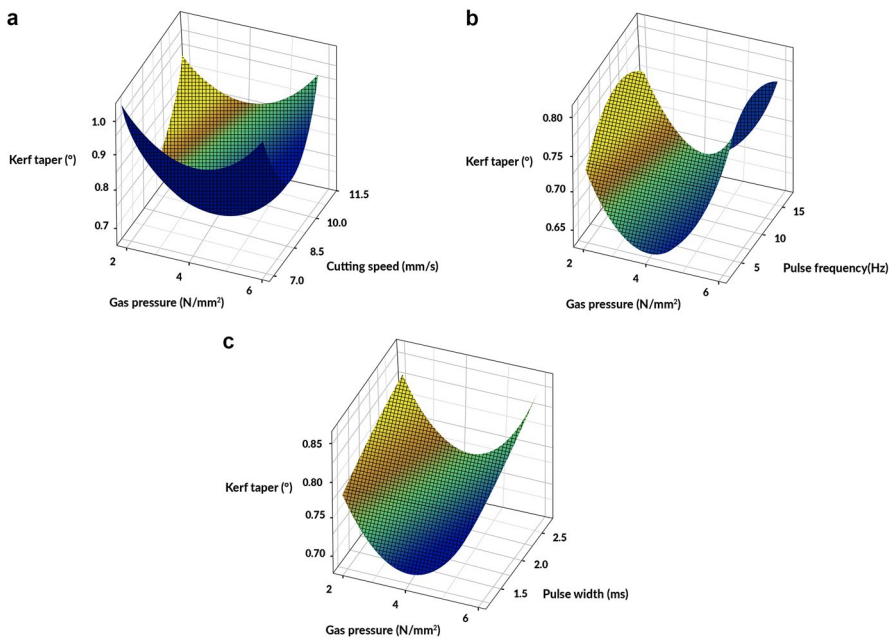 a
1.0
0.9
0.8
0.7
Kerf taper (°)
2
4
6
Gas pressure (N/mm²)
7.0
8.5
10.0
11.5
Cutting speed (mm/s)
b
0.80
0.75
0.70
0.65
Kerf taper (°)
2
4
6
Gas pressure (N/mm²)
5
10
15
Pulse frequency(Hz)
c
0.85
0.80
0.75
0.70
Kerf taper (°)
2
4
6
Gas pressure (N/mm²)
1.5
2.0
2.5
Pulse width (ms)